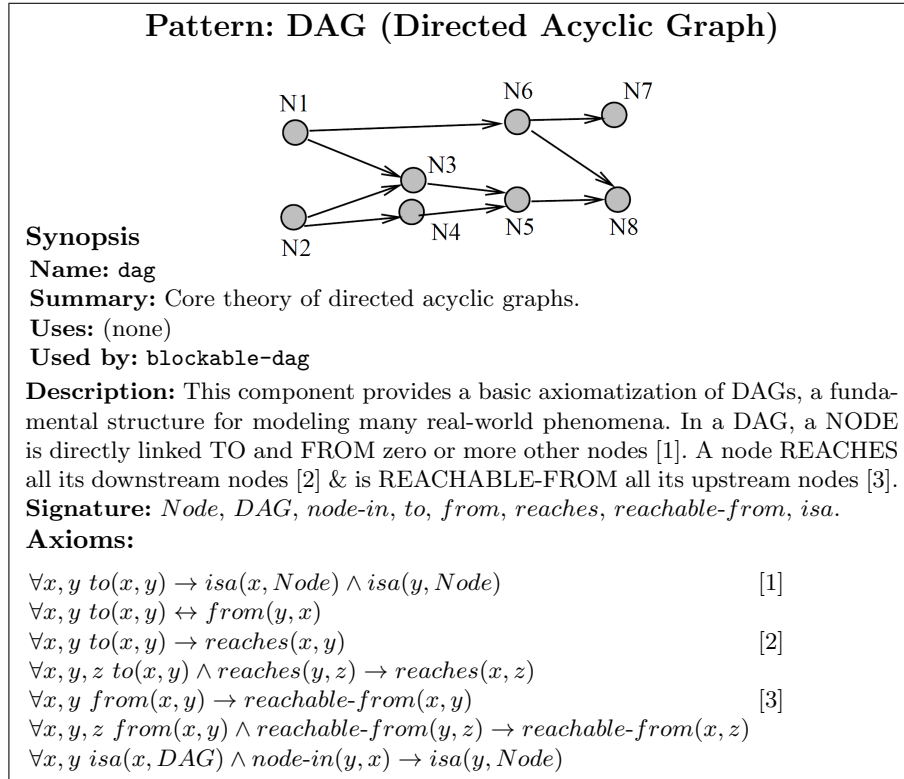 Pattern: DAG (Directed Acyclic Graph)
N1
N6
N7
N3
N2
N4
N5
N8
Synopsis
Name: dag
Summary: Core theory of directed acyclic graphs.
Uses: (none)
Used by: blockable-dag
Description: This component provides a basic axiomatization of DAGs, a funda-
mental structure for modeling many real-world phenomena. In a DAG, a NODE
is directly linked TO and FROM zero or more other nodes [1]. A node REACHES
all its downstream nodes [2] & is REACHABLE-FROM all its upstream nodes [3].
Signature: Node, DAG, node-in, to, from, reaches, reachable-from, isa.
Axioms:
∀x, y to(x, y) → isa(x, Node) ∧ isa(y, Node) [1]
∀x, y to(x, y) ↔ from(y, x)
∀x, y to(x, y) → reaches(x, y) [2]
∀x, y, z to(x, y) ∧ reaches(y, z) → reaches(x, z)
∀x, y from(x, y) → reachable-from(x, y) [3]
∀x, y, z from(x, y) ∧ reachable-from(y, z) → reachable-from(x, z)
∀x, y isa(x, DAG) ∧ node-in(y, x) → isa(y, Node)